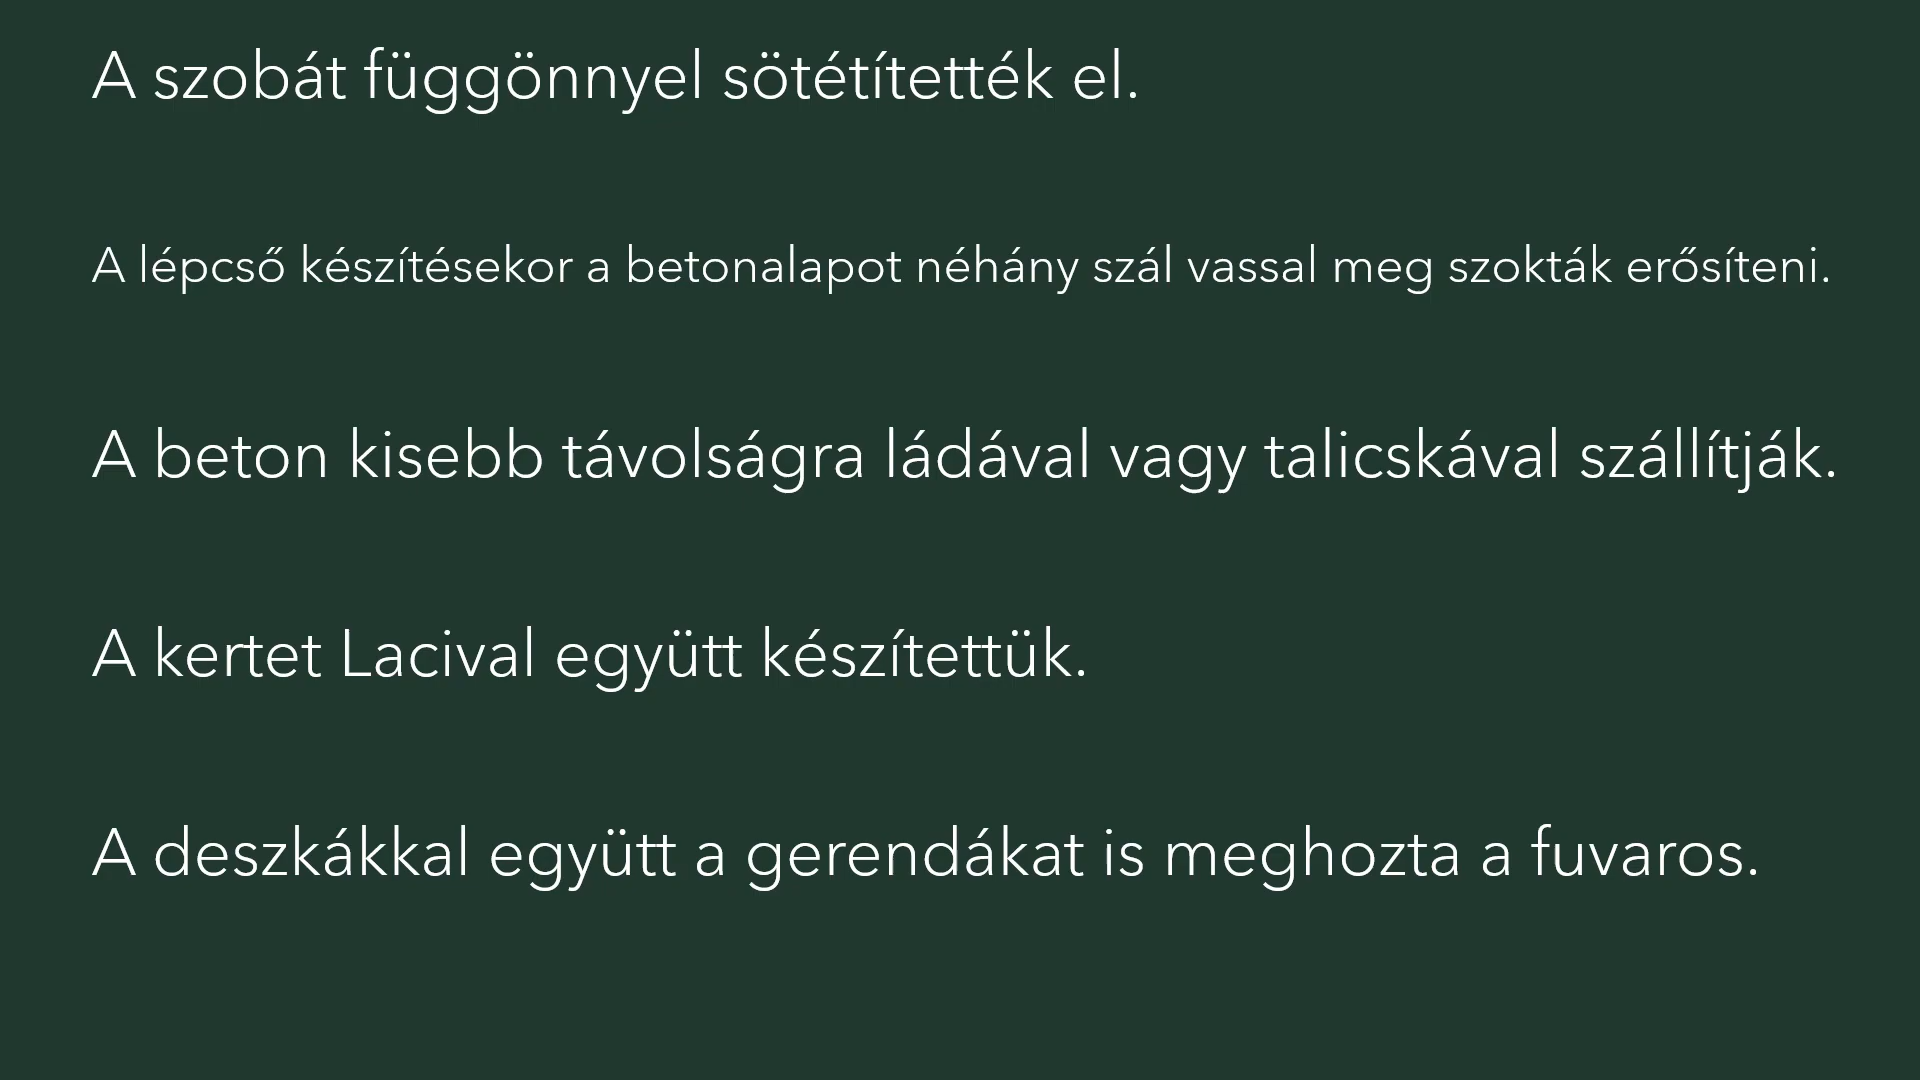 A szobát függönnyel sötétítették el.
A lépcső készítésekor a betonalapot néhány szál vassal meg szokták erősíteni.
A beton kisebb távolságra ládával vagy talicskával szállítják.
A kertet Lacival együtt készítettük.
A deszkákkal együtt a gerendákat is meghozta a fuvaros.